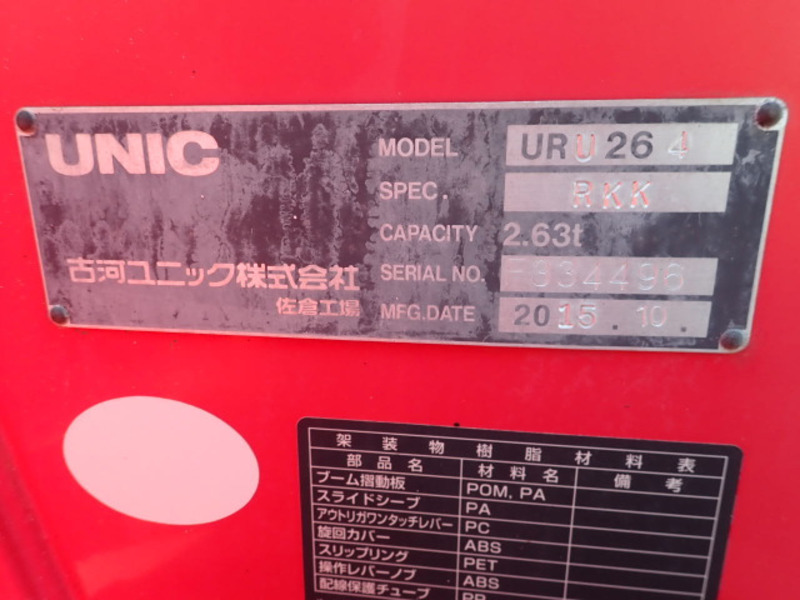 UNIC
古河ユニック株式会社
佐倉工場
MODEL URU264
SPEC. RKK
CAPACITY 2.63t
SERIAL NO. 834496
MFG.DATE 2015.10.
架装物樹脂材料表
部品名 材料名 備考
ブーム摺動板 POM, PA
スライドシーブ PA
アウトリガワンタッチレバー PC
旋回カバー ABS
スリップリング PET
操作レバーノブ ABS
配線保護チューブ